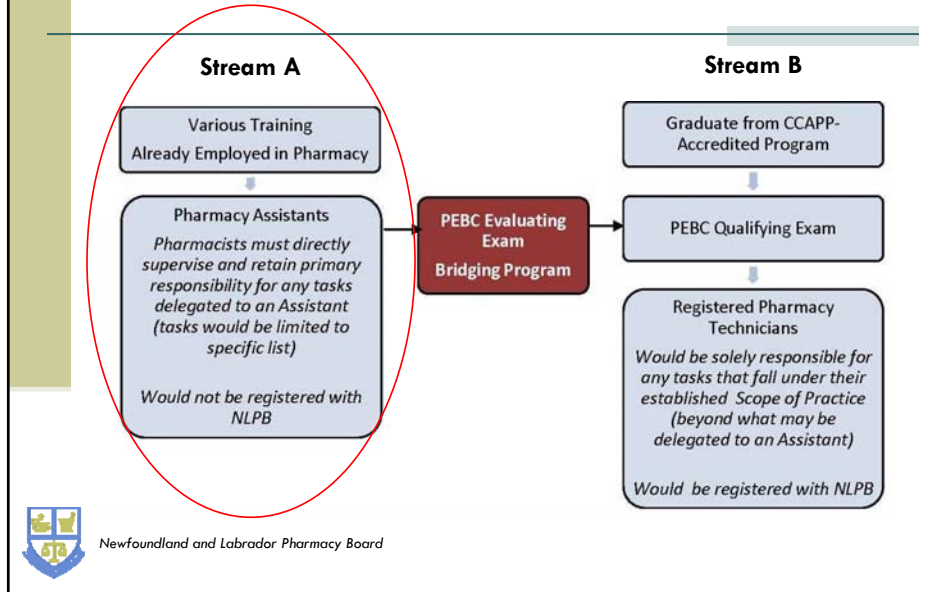 Stream A
Various Training
Already Employed in Pharmacy
Pharmacy Assistants
Pharmacists must directly
supervise and retain primary
responsibility for any tasks
delegated to an Assistant
(tasks would be limited to
specific list)
Would not be registered with
NLPB
PEBC Evaluating
Exam
Bridging Program
Stream B
Graduate from CCAPP-
Accredited Program
PEBC Qualifying Exam
Registered Pharmacy
Technicians
Would be solely responsible for
any tasks that fall under their
established Scope of Practice
(beyond what may be
delegated to an Assistant)
Would be registered with NLPB
Newfoundland and Labrador Pharmacy Board